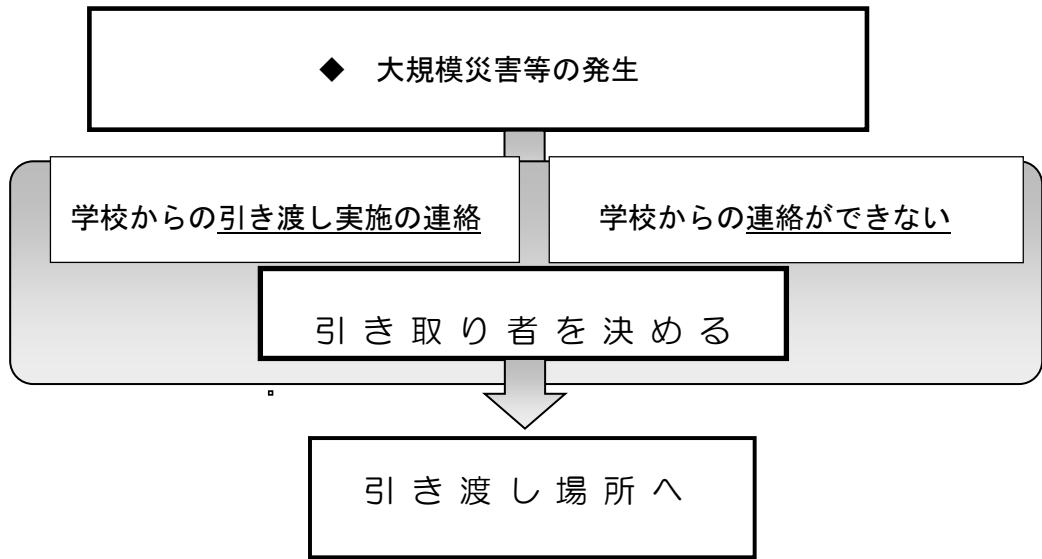 ◆ 大規模災害等の発生
学校からの引き渡し実施の連絡
学校からの連絡ができない
引き取り者を決める
引き渡し場所へ